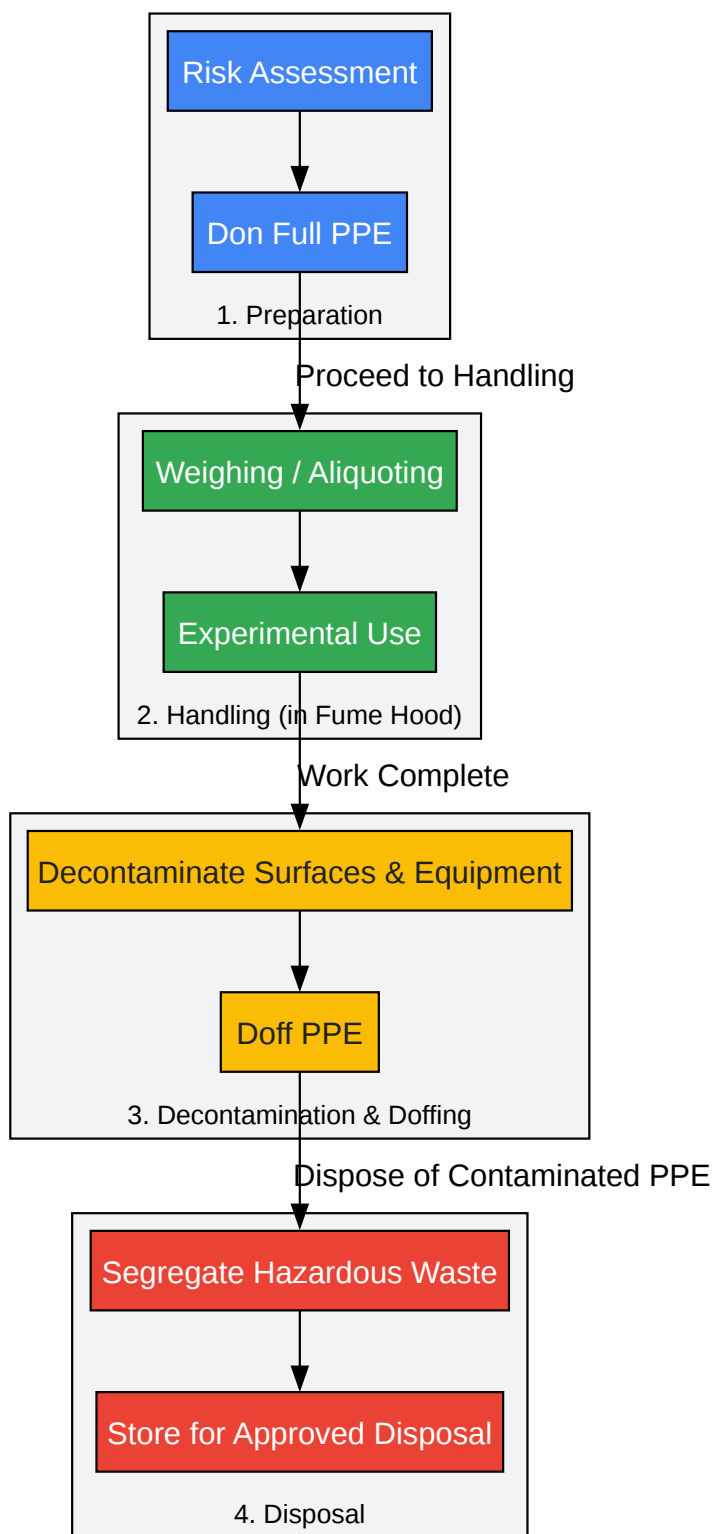 Risk Assessment
Don Full PPE
1. Preparation
Proceed to Handling
Weighing / Aliquoting
Experimental Use
2. Handling (in Fume Hood)
Work Complete
Decontaminate Surfaces & Equipment
Doff PPE
3. Decontamination & Doffing
Dispose of Contaminated PPE
Segregate Hazardous Waste
Store for Approved Disposal
4. Disposal